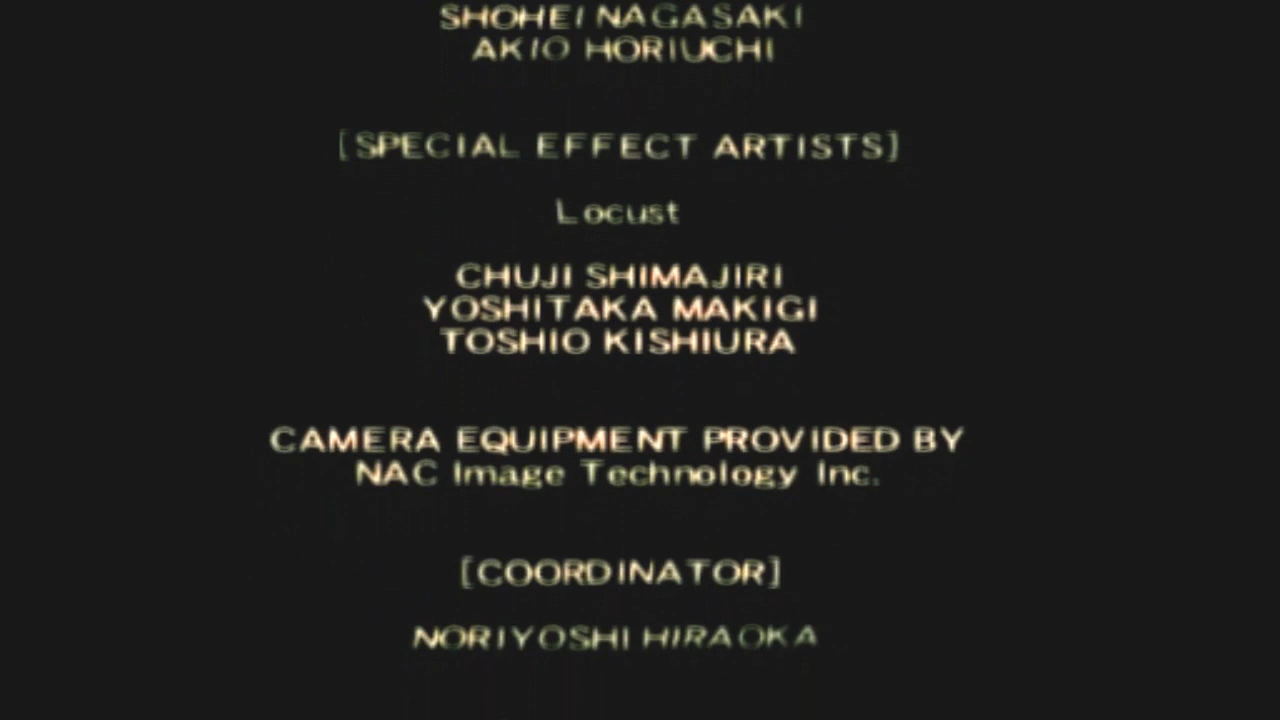 SHOHEI NAGASAKI
AKIO HORIUCHI
[SPECIAL EFFECT ARTISTS]
Locust
CHUJI SHIMAJIRI
YOSHITAKA MAKIGI
TOSHIO KISHIURA
CAMERA EQUIPMENT PROVIDED BY
NAC Image Technology Inc.
[COORDINATOR]
NORIYOSHI HIRAOKA